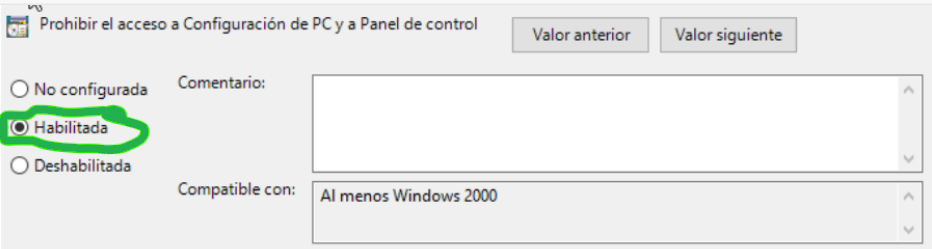 Prohibir el acceso a Configuración de PC y a Panel de control
Valor anterior
Valor siguiente
No configurada
Comentario:
Habilitada
Deshabilitada
Compatible con:
Al menos Windows 2000